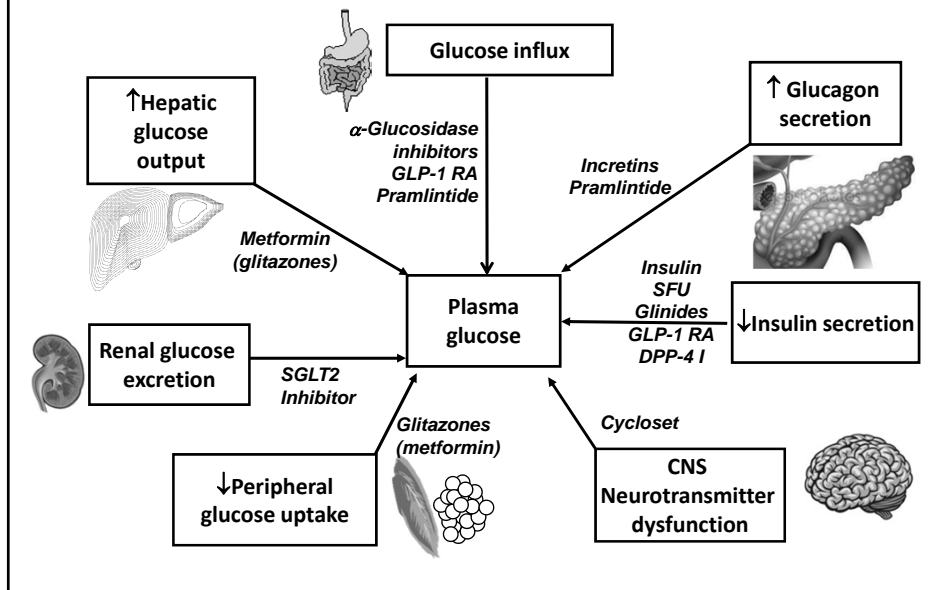 Glucose influx
↑Hepatic
glucose
output
↑ Glucagon
secretion
α-Glucosidase
inhibitors
GLP-1 RA
Pramlintide
Incretins
Pramlintide
Metformin
(glitazones)
Plasma
glucose
Insulin
SFU
Glinides
GLP-1 RA
DPP-4 I
↓Insulin secretion
Renal glucose
excretion
SGLT2
Inhibitor
Glitazones
(metformin)
Cycloset
↓Peripheral
glucose uptake
CNS
Neurotransmitter
dysfunction